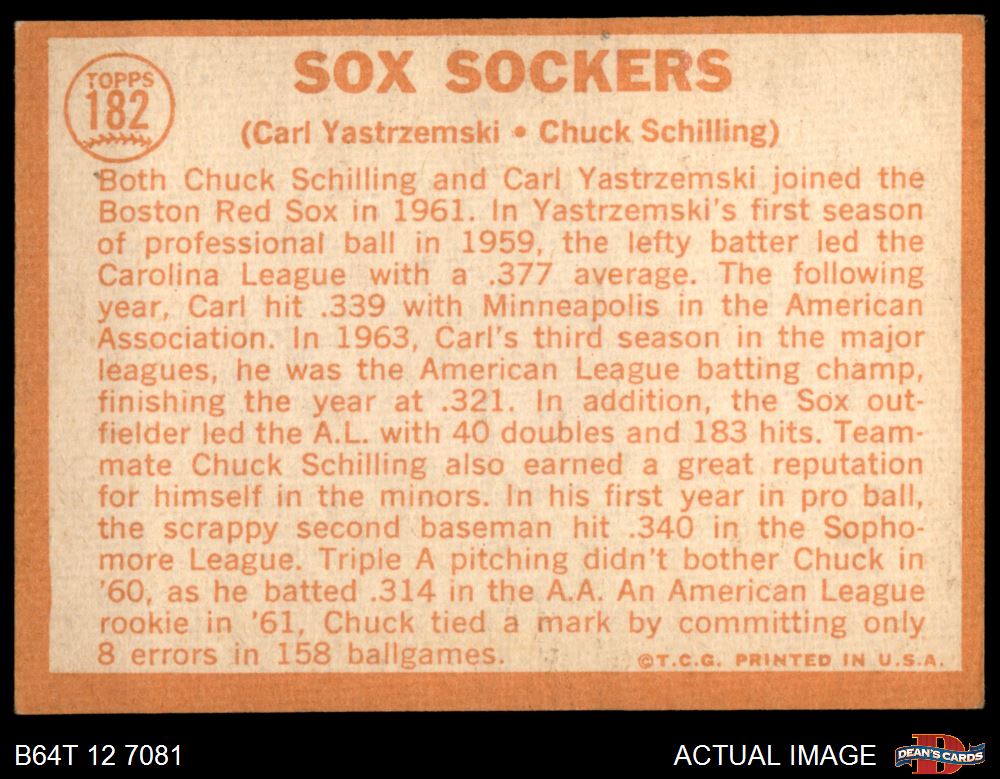 TOPPS
182
SOX SOCKERS
(Carl Yastrzemski • Chuck Schilling)
Both Chuck Schilling and Carl Yastrzemski joined the
Boston Red Sox in 1961. In Yastrzemski's first season
of professional ball in 1959, the lefty batter led the
Carolina League with a .377 average. The following
year, Carl hit .339 with Minneapolis in the American
Association. In 1963, Carl's third season in the major
leagues, he was the American League batting champ,
finishing the year at .321. In addition, the Sox out-
fielder led the A.L. with 40 doubles and 183 hits. Team-
mate Chuck Schilling also earned a great reputation
for himself in the minors. In his first year in pro ball,
the scrappy second baseman hit .340 in the Sopho-
more League. Triple A pitching didn't bother Chuck in
'60, as he batted .314 in the A.A. An American League
rookie in '61, Chuck tied a mark by committing only
8 errors in 158 ballgames.
©T.C.G. PRINTED IN U.S.A.
B64T 12 7081
ACTUAL IMAGE
D
DEAN'S CARDS